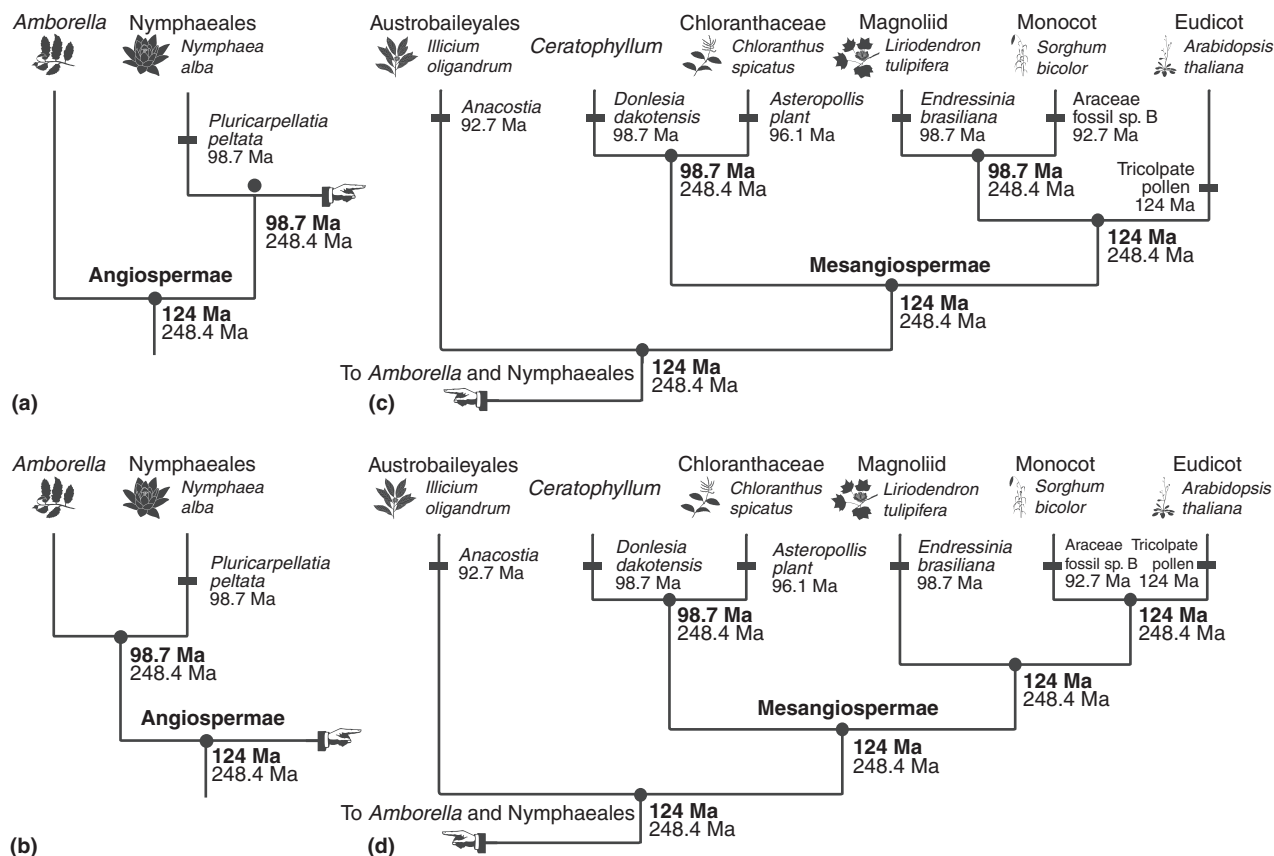 Amborella
Nymphaeales
Nymphaea
alba
Pluricarpellatia
peltata
98.7 Ma
98.7 Ma
248.4 Ma
Angiospermae
124 Ma
248.4 Ma
(a)
Austrobaileyales
Illicium
oligandrum
Ceratophyllum
Chloranthaceae
Chloranthus
spicatus
Magnoliid
Liriodendron
tulipifera
Monocot
Sorghum
bicolor
Eudicot
Arabidopsis
thaliana
Anacostia
92.7 Ma
Donlesia
dakotensis
98.7 Ma
Asteropollis
plant
96.1 Ma
Endressinia
brasiliana
98.7 Ma
Araceae
fossil sp. B
92.7 Ma
98.7 Ma
248.4 Ma
98.7 Ma
248.4 Ma
Tricolpate
pollen
124 Ma
124 Ma
248.4 Ma
Mesangiospermae
124 Ma
248.4 Ma
124 Ma
248.4 Ma
To Amborella and Nymphaeales
(c)
Amborella
Nymphaeales
Nymphaea
alba
Pluricarpellatia
peltata
98.7 Ma
98.7 Ma
248.4 Ma
Angiospermae
124 Ma
248.4 Ma
(b)
Austrobaileyales
Illicium
oligandrum
Ceratophyllum
Chloranthaceae
Chloranthus
spicatus
Magnoliid
Liriodendron
tulipifera
Monocot
Sorghum
bicolor
Eudicot
Arabidopsis
thaliana
Anacostia
92.7 Ma
Donlesia
dakotensis
98.7 Ma
Asteropollis
plant
96.1 Ma
Endressinia
brasiliana
98.7 Ma
Araceae
fossil sp. B
92.7 Ma
Tricolpate
pollen
124 Ma
98.7 Ma
248.4 Ma
124 Ma
248.4 Ma
124 Ma
248.4 Ma
Mesangiospermae
124 Ma
248.4 Ma
124 Ma
248.4 Ma
To Amborella and Nymphaeales
(d)